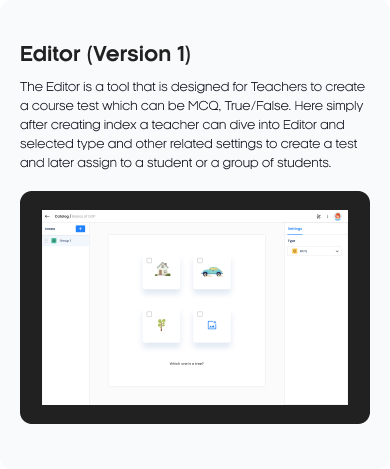 Editor (Version 1)
The Editor is a tool that is designed for Teachers to create
a course test which can be MCQ, True/False. Here simply
after creating index a teacher can dive into Editor and
selected type and other related settings to create a test
and later assign to a student or a group of students.
Catalog /
Settings
Group 1
Type
MCQ
Which one is a tree?